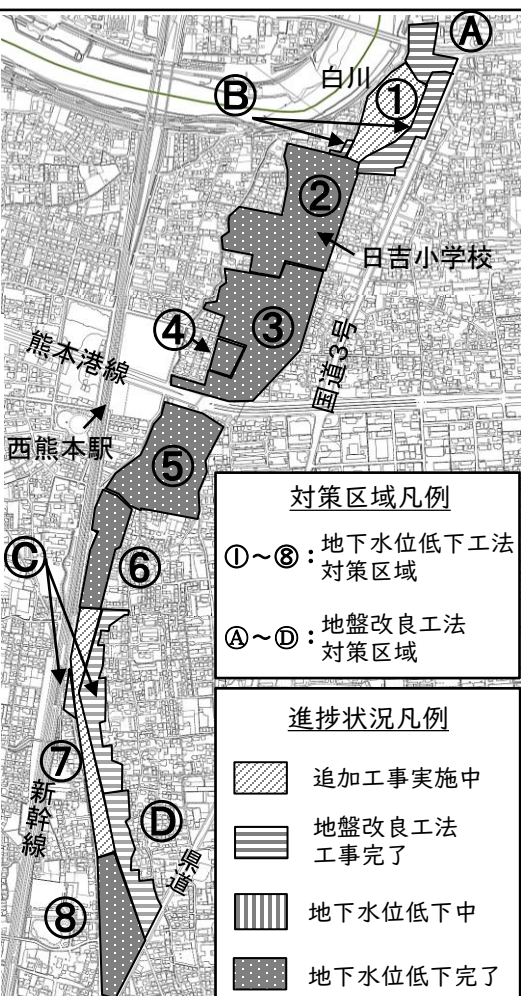 Ⓐ
白川
①
Ⓑ
②
日吉小学校
④
③
熊本港線
国道3号
西熊本駅
⑤
Ⓒ
⑥
⑦
新幹線
Ⓓ
県道
⑧
対策区域凡例
①~⑧:地下水位低下工法
対策区域
Ⓐ~Ⓓ:地盤改良工法
対策区域
進捗状況凡例
追加工事実施中
地盤改良工法
工事完了
地下水位低下中
地下水位低下完了